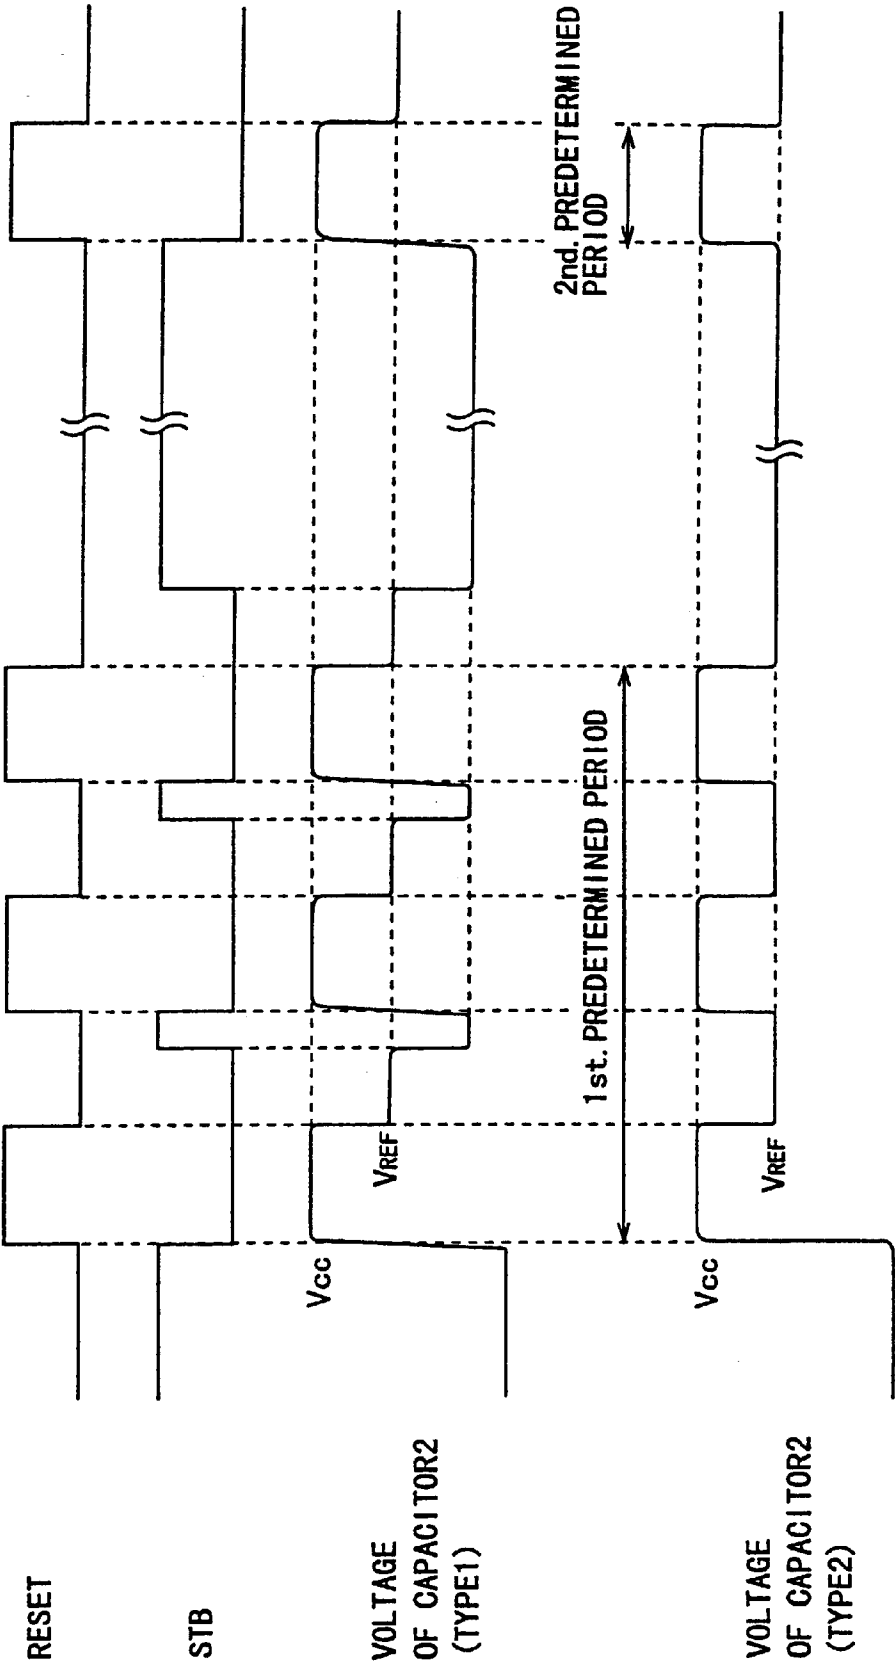 RESET
STB
VOLTAGE
OF CAPACITOR2
(TYPE1)
Vcc
VREF
1st. PREDETERMINED PERIOD
2nd. PREDETERMINED
PERIOD
VOLTAGE
OF CAPACITOR2
(TYPE2)
Vcc
VREF